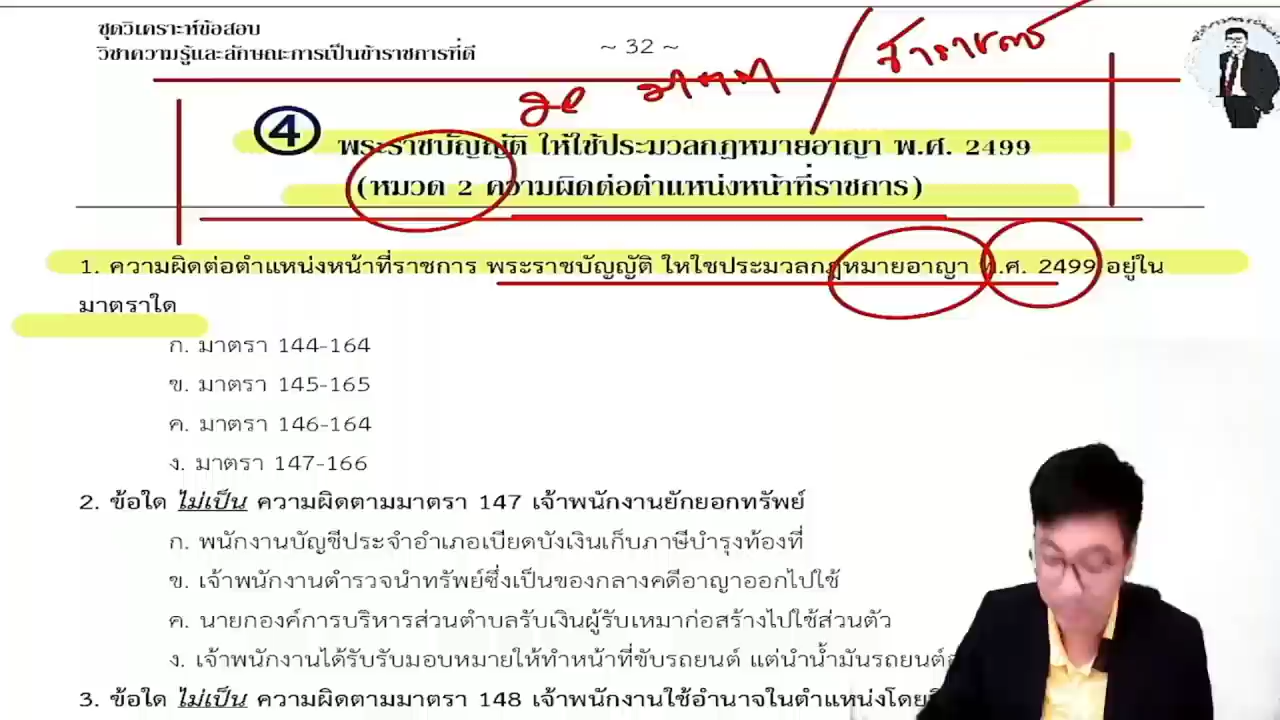 ชุดวิเคราะห์ข้อสอบ
วิชาความรู้และลักษณะการเป็นข้าราชการที่ดี
~ 32 ~
ข้าราชการ
อาญา
4
พระราชบัญญัติ ให้ใช้ประมวลกฎหมายอาญา พ.ศ. 2499
(หมวด 2 ความผิดต่อตำแหน่งหน้าที่ราชการ)
1. ความผิดต่อตำแหน่งหน้าที่ราชการ พระราชบัญญัติ ให้ใช้ประมวลกฎหมายอาญา พ.ศ. 2499 อยู่ใน
มาตราใด
ก. มาตรา 144-164
ข. มาตรา 145-165
ค. มาตรา 146-164
ง. มาตรา 147-166
2. ข้อใด ไม่เป็น ความผิดตามมาตรา 147 เจ้าพนักงานยักยอกทรัพย์
ก. พนักงานบัญชีประจำอำเภอเบียดบังเงินเก็บภาษีบำรุงท้องที่
ข. เจ้าพนักงานตำรวจนำทรัพย์ซึ่งเป็นของกลางคดีอาญาออกไปใช้
ค. นายกองค์การบริหารส่วนตำบลรับเงินผู้รับเหมาก่อสร้างไปใช้ส่วนตัว
ง. เจ้าพนักงานได้รับรับมอบหมายให้ทำหน้าที่ขับรถยนต์ แต่นำน้ำมันรถยนต์
3. ข้อใด ไม่เป็น ความผิดตามมาตรา 148 เจ้าพนักงานใช้อำนาจในตำแหน่งโดย